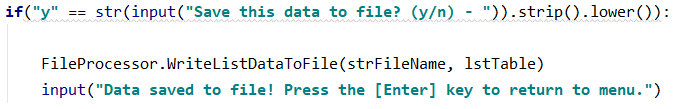 if("y" == str(input("Save this data to file? (y/n) - ")).strip().lower()):
FileProcessor.WriteListDataToFile(strFileName, lstTable)
input("Data saved to file! Press the [Enter] key to return to menu.")